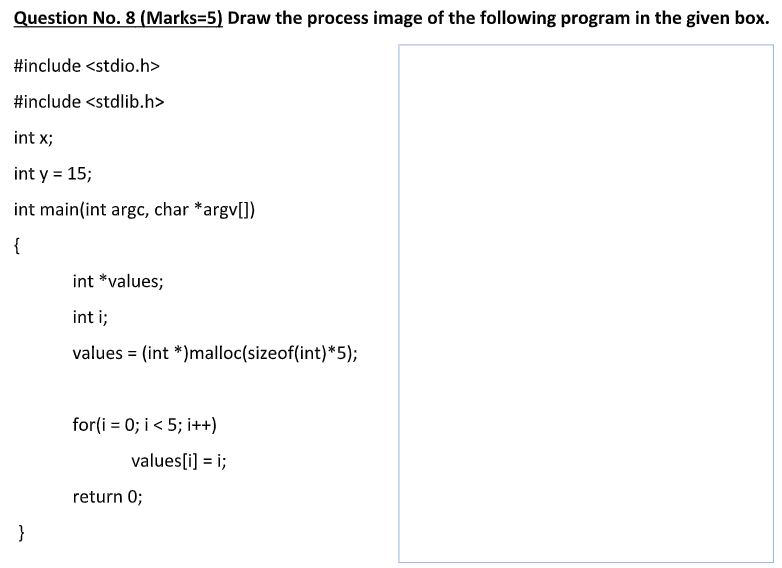 Question No. 8 (Marks=5) Draw the process image of the following program in the given box.
#include <stdio.h>
#include <stdlib.h>
int x;
int y = 15;
int main(int argc, char *argv[])
{
int *values;
int i;
values = (int *)malloc(sizeof(int)*5);
for(i = 0; i < 5; i++)
values[i] = i;
return 0;
}